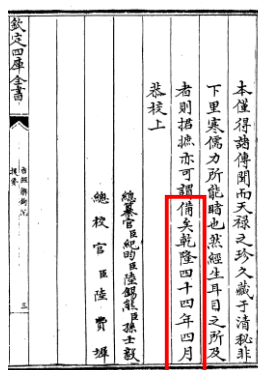 本僅得諸傳聞而天祿之珍久藏于清秘非
下里寒儒力所能睹也然經生耳目之所及
者則招摭亦可謂備矣乾隆四十四年四月
恭校上
總纂官臣紀昀臣陸錫熊臣孫士毅
總校官臣陸費墀
欽定四庫全書
三